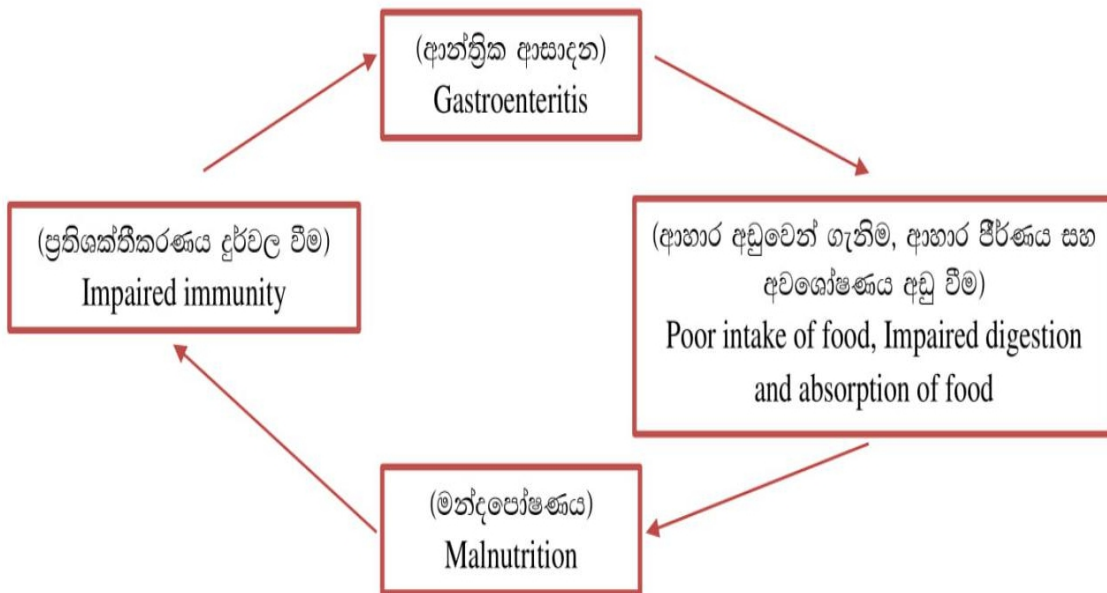 (ආන්ත්‍රික ආසාදන)
Gastroenteritis
(ප්‍රතිශක්තීකරණය දුර්වල වීම)
Impaired immunity
(ආහාර අඩුවෙන් ගැනිම, ආහාර ජීර්ණය සහ
අවශෝෂණය අඩු වීම)
Poor intake of food, Impaired digestion
and absorption of food
(මන්දපෝෂණය)
Malnutrition